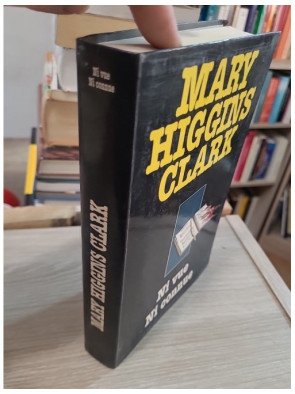 Ni vue
Ni connue
MARY HIGGINS CLARK
MARY
HIGGINS
CLARK
Ni vue
Ni connue